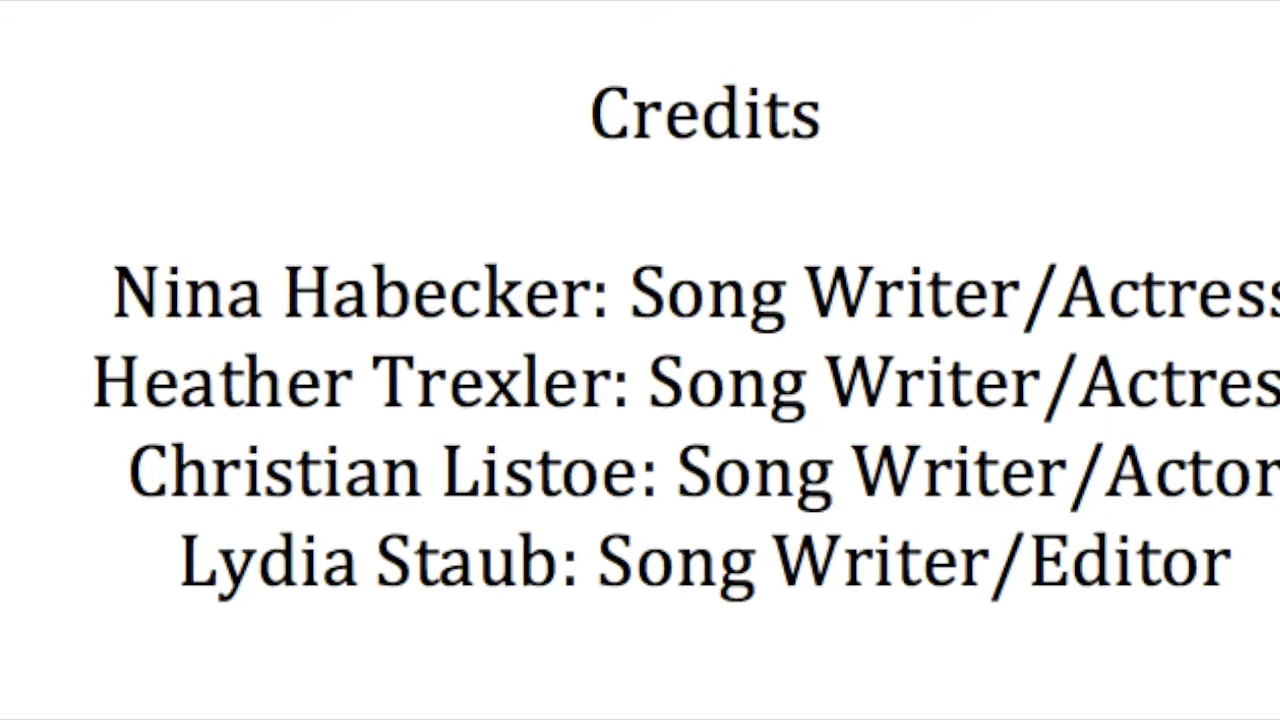 Credits
Nina Habecker: Song Writer/Actress
Heather Trexler: Song Writer/Actres
Christian Listoe: Song Writer/Actor
Lydia Staub: Song Writer/Editor